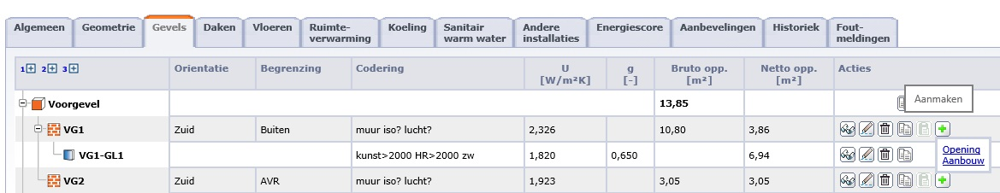 Algemeen Geometrie Gevels Daken Vloeren Ruimte- Koeling Sanitair Andere Energiescore Aanbevelingen Historiek Fout-
verwarming warm water installaties meldingen
1 2 3 Orientatie Begrenzing Codering U g Bruto opp. Netto opp. Acties
[W/m²K] [-] [m²] [m²]
Voorgevel 13,85 Aanmaken
VG1 Zuid Buiten muur iso? lucht? 2,326 10,80 3,86
VG1-GL1 kunst>2000 HR>2000 zw 1,820 0,650 6,94 Opening
Aanbouw
VG2 Zuid AVR muur iso? lucht? 1,923 3,05 3,05